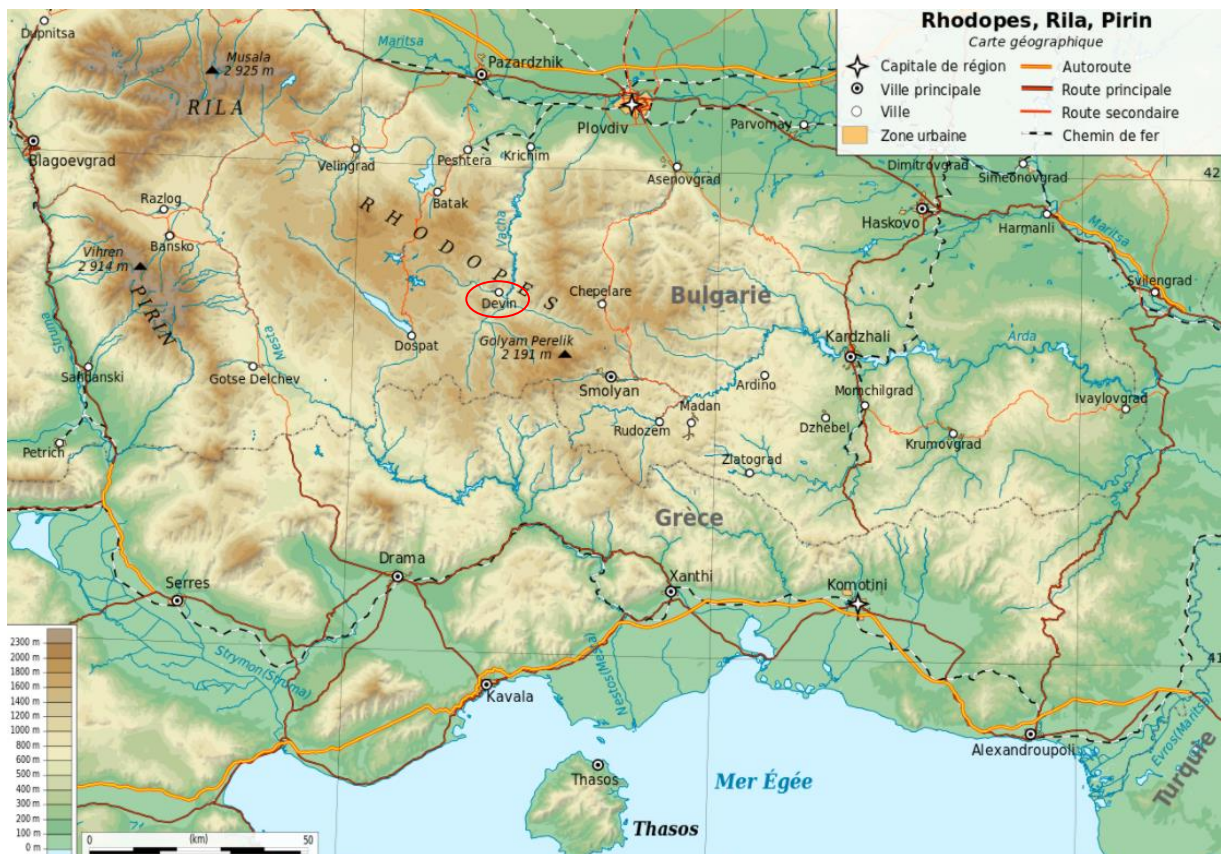 Rhodopes, Rila, Pirin
Carte géographique
Capitale de région
Autoroute
Ville principale
Route principale
Ville
Route secondaire
Zone urbaine
Chemin de fer
Dupnitsa
Musala
2 925 m
RILA
Maritsa
Pazardzhik
Plovdiv
Parvomay
Dimitrovgrad
Simeonovgrad
42
Blagoevgrad
Velingrad
Peshtera
Krichim
Asenovgrad
Razlog
Batak
Haskovo
Harmanli
Maritsa
Bansko
Vihren
2 914 m
PIRIN
RHODOPES
Vacha
Devin
Chepelare
Bulgarie
Svilengrad
Struma
Mesta
Dospat
Golyam Perelik
2 191 m
Kardzhali
Arda
Sandanski
Gotse Delchev
Smolyan
Ardino
Momchilgrad
Ivaylovgrad
Madan
Rudozem
Dzhebel
Krumovgrad
Petrich
Zlatograd
Grèce
Drama
Xanthi
Komotini
Serres
Strymon(Struma)
Nestos(Mesta)
41
Kavala
Alexandroupoli
Evros(Maritsa)
Turquie
Thasos
Mer Égée
Thasos
2300 m
2000 m
1800 m
1600 m
1400 m
1200 m
1000 m
800 m
600 m
500 m
400 m
300 m
200 m
100 m
0 m
0
(km)
50